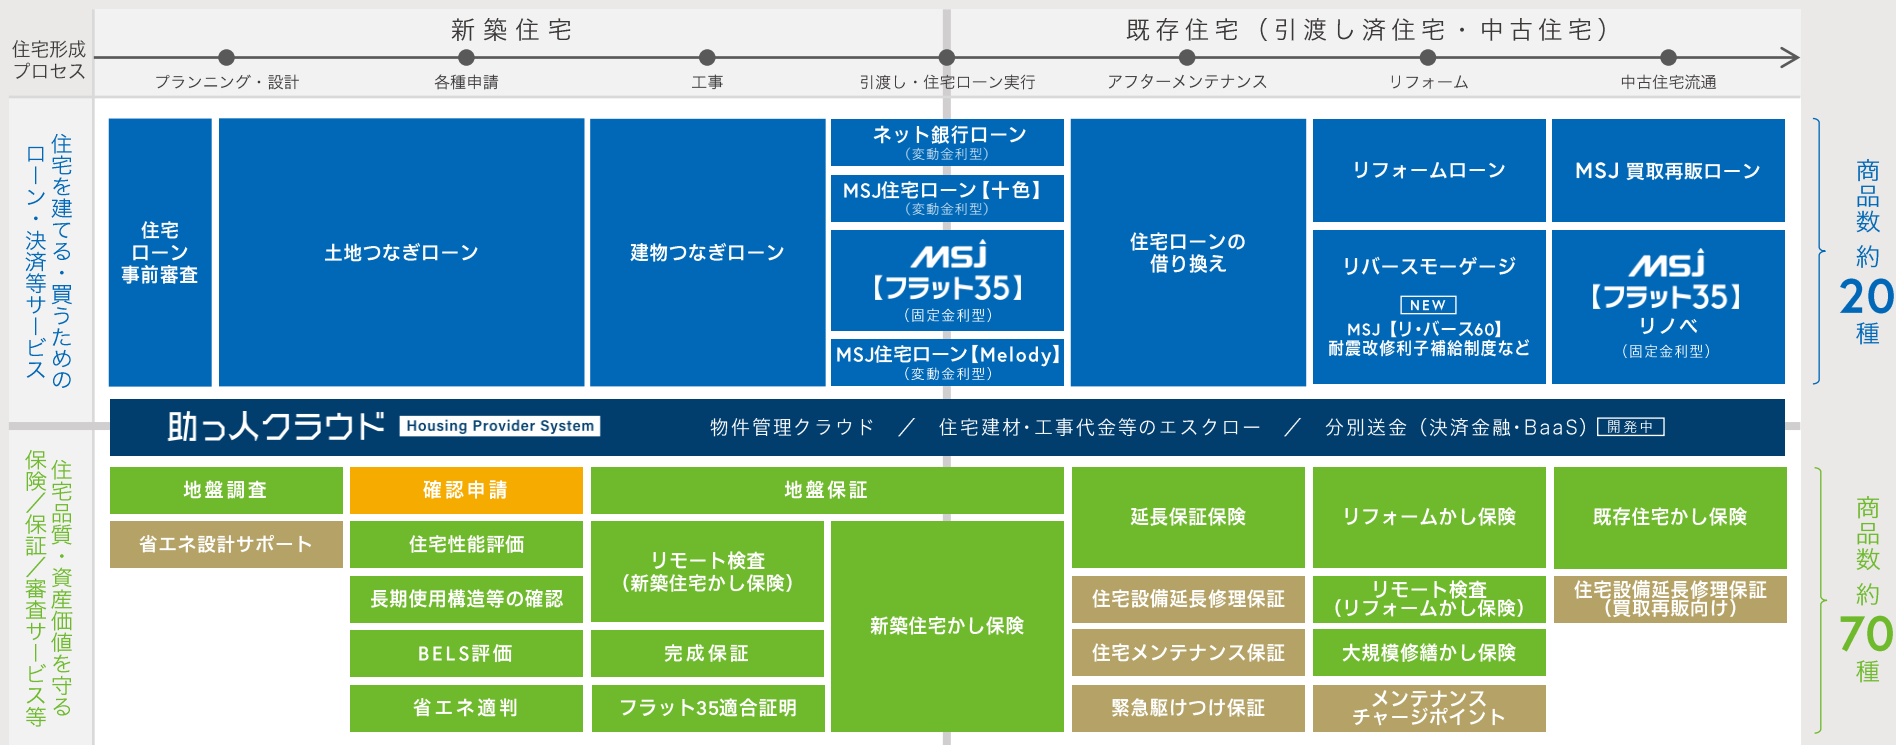 新築住宅
既存住宅（引渡し済住宅・中古住宅）
住宅形成
プロセス
プランニング・設計
各種申請
工事
引渡し・住宅ローン実行
アフターメンテナンス
リフォーム
中古住宅流通
住宅を建てる・買うための
ローン・決済等サービス
住宅
ローン
事前審査
土地つなぎローン
建物つなぎローン
ネット銀行ローン
（変動金利型）
MSJ住宅ローン【十色】
（変動金利型）
MSJ
【フラット35】
（固定金利型）
MSJ住宅ローン【Melody】
（変動金利型）
住宅ローンの
借り換え
リフォームローン
リバースモーゲージ
NEW
MSJ【リ・バース60】
耐震改修利子補給制度など
MSJ 買取再販ローン
MSJ
【フラット35】
リノベ
（固定金利型）
商品数 約
20
種
助っ人クラウド Housing Provider System 物件管理クラウド ／ 住宅建材・工事代金等のエスクロー ／ 分別送金（決済金融・BaaS）開発中
住宅品質・資産価値を守る
保険／保証／審査サービス等
地盤調査
省エネ設計サポート
確認申請
住宅性能評価
長期使用構造等の確認
BELS評価
省エネ適判
地盤保証
リモート検査
（新築住宅かし保険）
完成保証
フラット35適合証明
新築住宅かし保険
延長保証保険
住宅設備延長修理保証
住宅メンテナンス保証
緊急駆けつけ保証
リフォームかし保険
リモート検査
（リフォームかし保険）
大規模修繕かし保険
メンテナンス
チャージポイント
既存住宅かし保険
住宅設備延長修理保証
（買取再販向け）
商品数 約
70
種